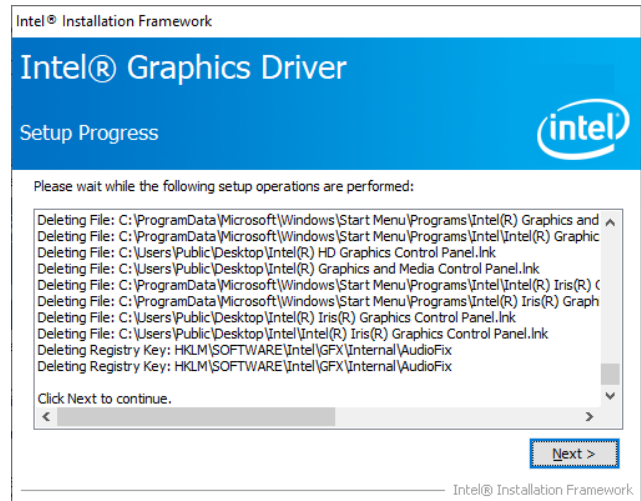 Intel® Installation Framework
Intel® Graphics Driver
Setup Progress
intel
Please wait while the following setup operations are performed:
Deleting File: C:\ProgramData\Microsoft\Windows\Start Menu\Programs\Intel(R) Graphics and
Deleting File: C:\ProgramData\Microsoft\Windows\Start Menu\Programs\Intel\Intel(R) Graphic
Deleting File: C:\Users\Public\Desktop\Intel(R) HD Graphics Control Panel.lnk
Deleting File: C:\Users\Public\Desktop\Intel(R) Graphics and Media Control Panel.lnk
Deleting File: C:\ProgramData\Microsoft\Windows\Start Menu\Programs\Intel\Intel(R) Iris(R) G
Deleting File: C:\ProgramData\Microsoft\Windows\Start Menu\Programs\Intel(R) Iris(R) Graph
Deleting File: C:\Users\Public\Desktop\Intel(R) Iris(R) Graphics Control Panel.lnk
Deleting File: C:\Users\Public\Desktop\Intel\Intel(R) Iris(R) Graphics Control Panel.lnk
Deleting Registry Key: HKLM\SOFTWARE\Intel\GFX\Internal\AudioFix
Deleting Registry Key: HKLM\SOFTWARE\Intel\GFX\Internal\AudioFix
Click Next to continue.
Next >
Intel® Installation Framework